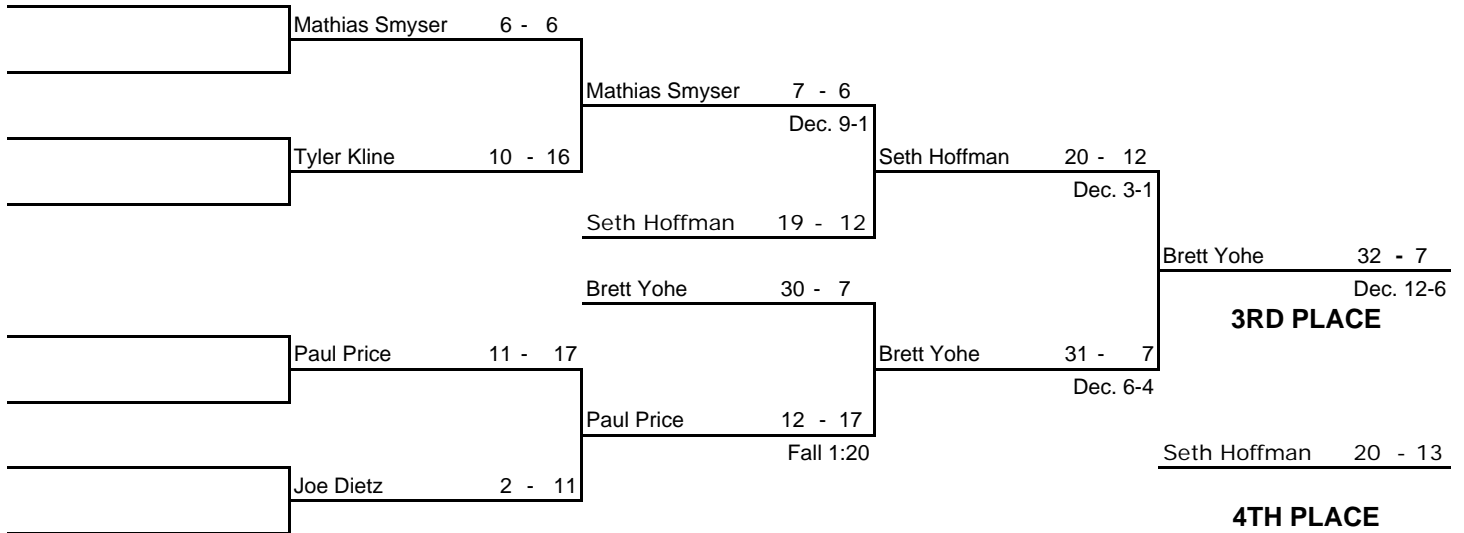 Mathias Smyser 6 - 6
Mathias Smyser 7 - 6
Dec. 9-1
Tyler Kline 10 - 16
Seth Hoffman 20 - 12
Dec. 3-1
Seth Hoffman 19 - 12
Brett Yohe 32 - 7
Brett Yohe 30 - 7
Dec. 12-6
3RD PLACE
Paul Price 11 - 17
Brett Yohe 31 - 7
Dec. 6-4
Paul Price 12 - 17
Fall 1:20
Seth Hoffman 20 - 13
Joe Dietz 2 - 11
4TH PLACE